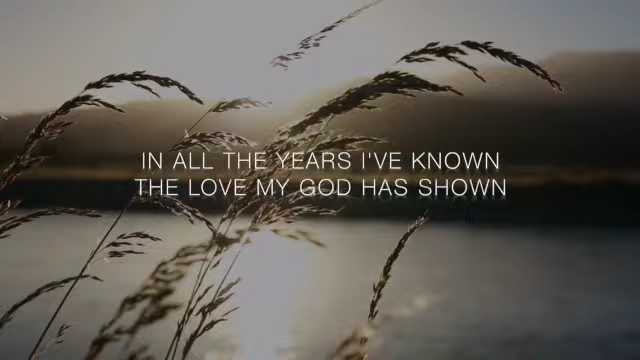 IN ALL THE YEARS I'VE KNOWN
THE LOVE MY GOD HAS SHOWN